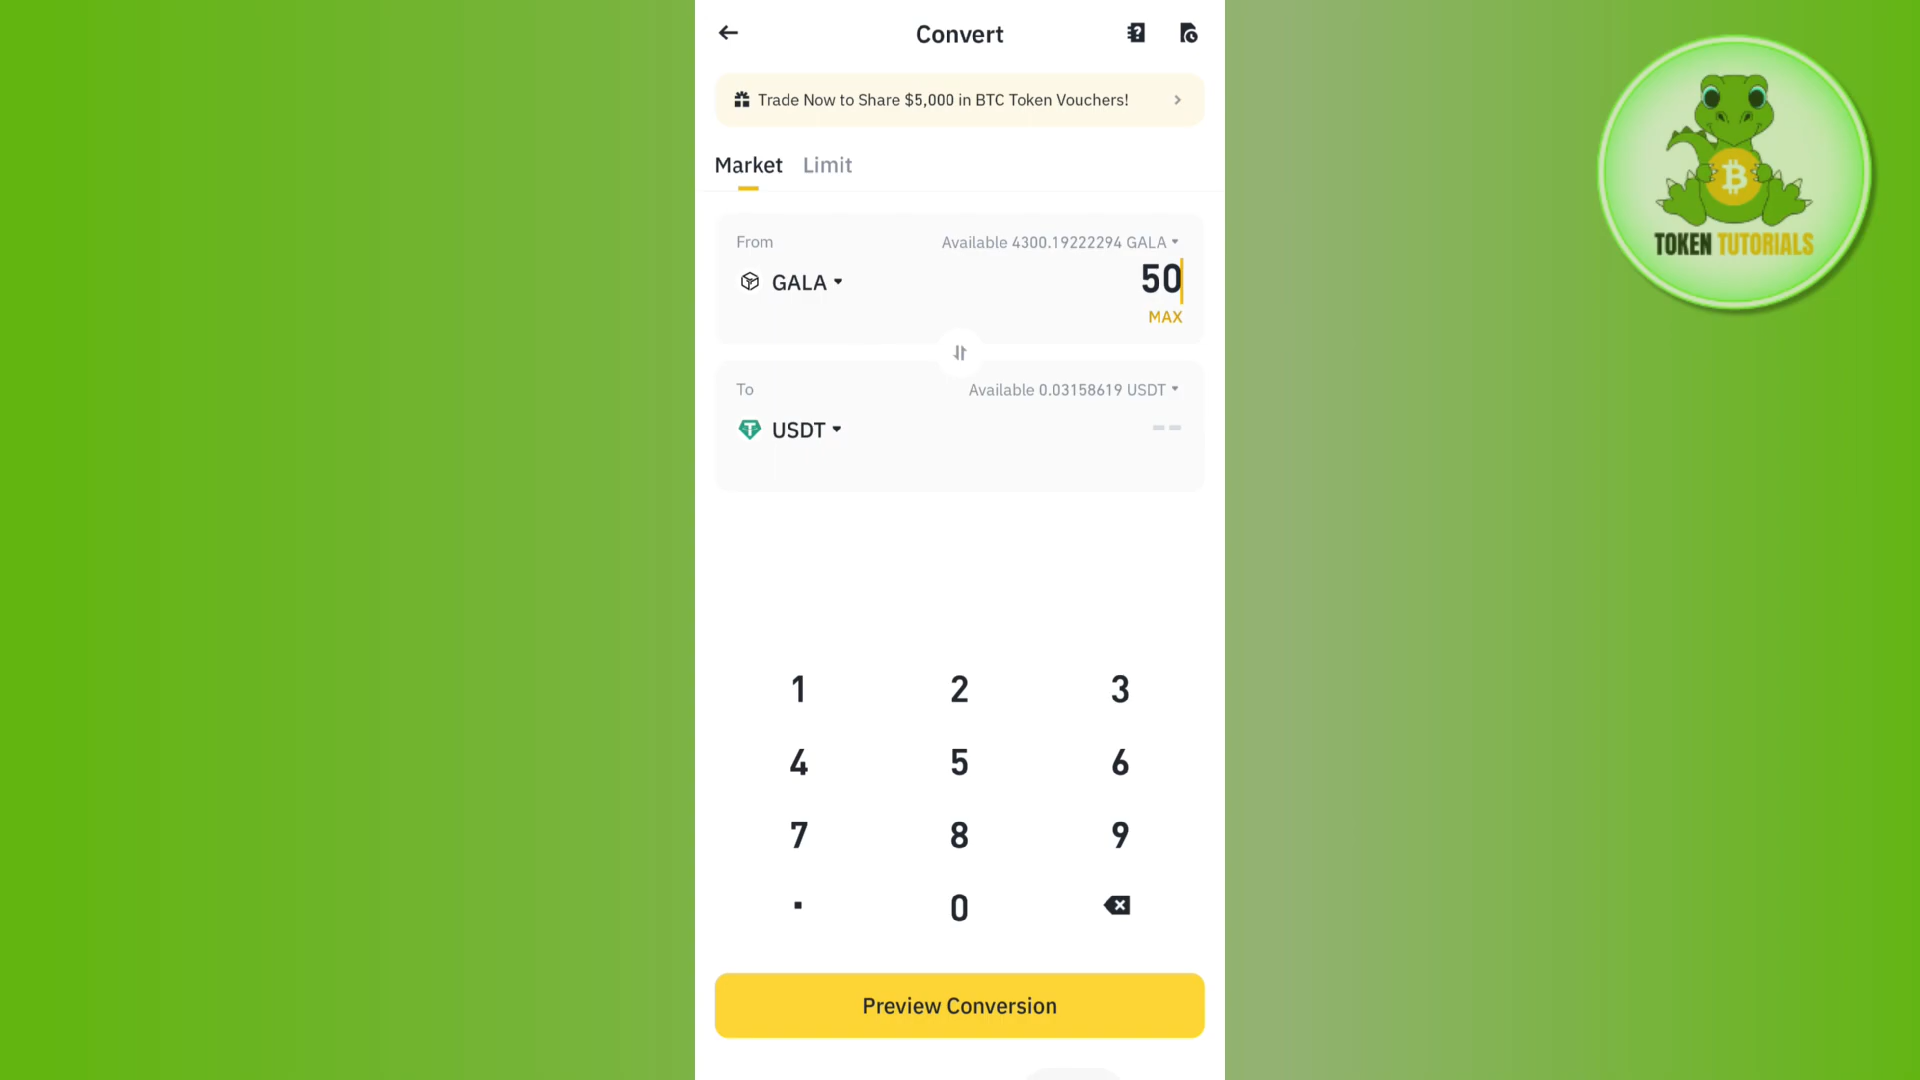 Convert
Trade Now to Share $5,000 in BTC Token Vouchers!
Market Limit
From Available 4300.19222294 GALA
GALA 50
MAX
To Available 0.03158619 USDT
USDT --
1 2 3
4 5 6
7 8 9
. 0
Preview Conversion
TOKEN TUTORIALS